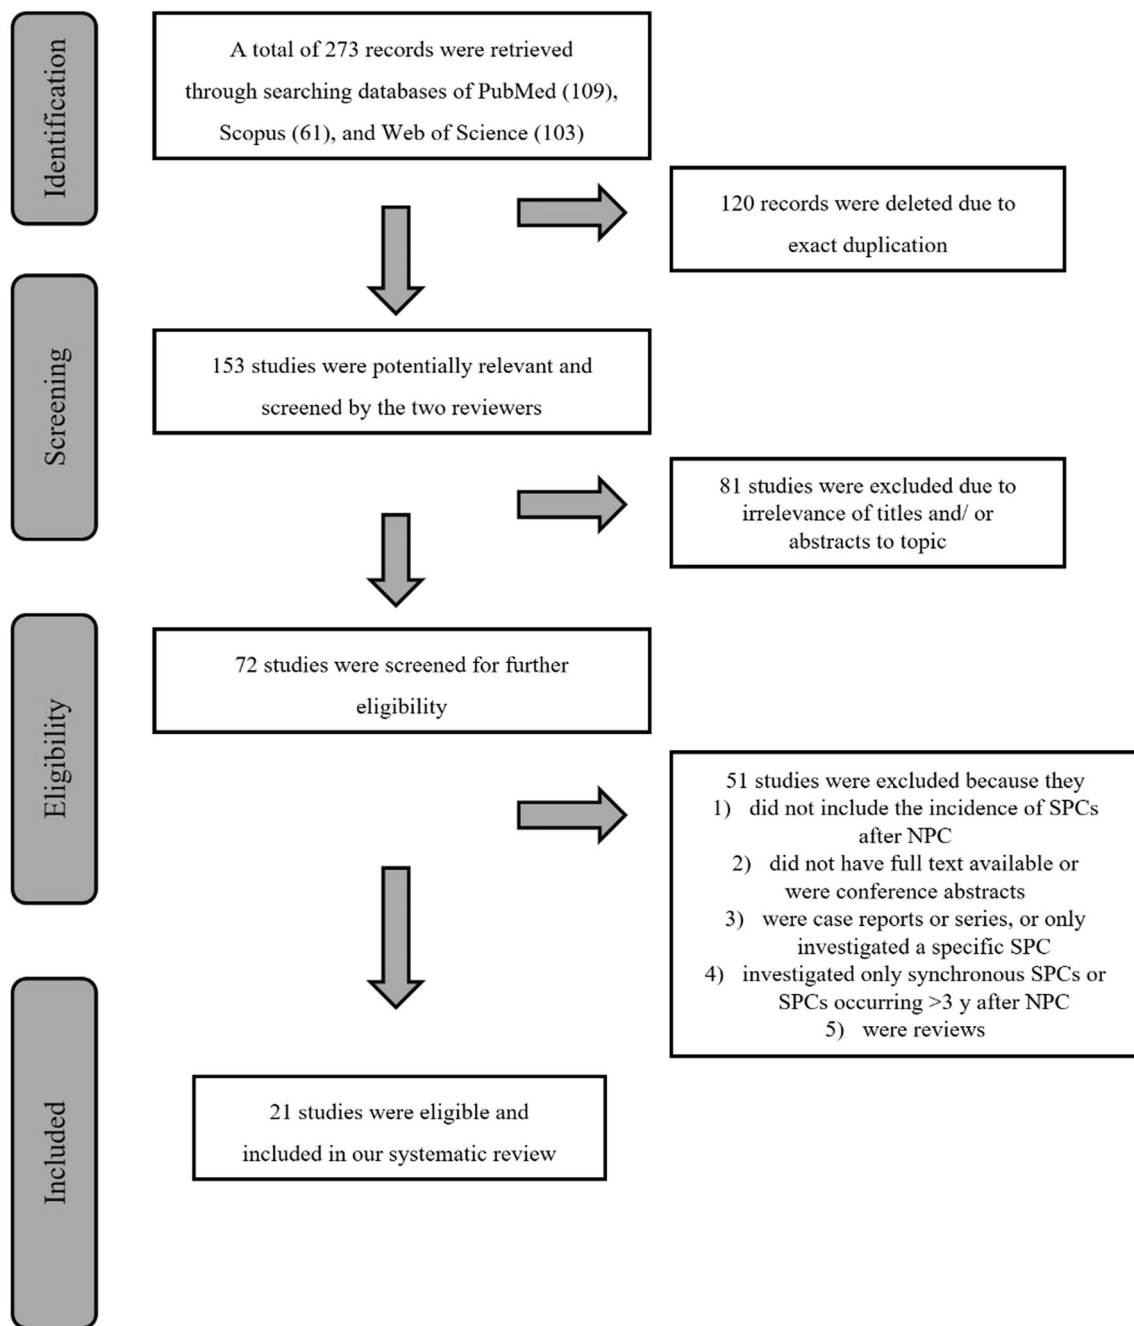 Identification
A total of 273 records were retrieved
through searching databases of PubMed (109),
Scopus (61), and Web of Science (103)
120 records were deleted due to
exact duplication
Screening
153 studies were potentially relevant and
screened by the two reviewers
81 studies were excluded due to
irrelevance of titles and/ or
abstracts to topic
Eligibility
72 studies were screened for further
eligibility
51 studies were excluded because they
1) did not include the incidence of SPCs
after NPC
2) did not have full text available or
were conference abstracts
3) were case reports or series, or only
investigated a specific SPC
4) investigated only synchronous SPCs or
SPCs occurring >3 y after NPC
5) were reviews
Included
21 studies were eligible and
included in our systematic review